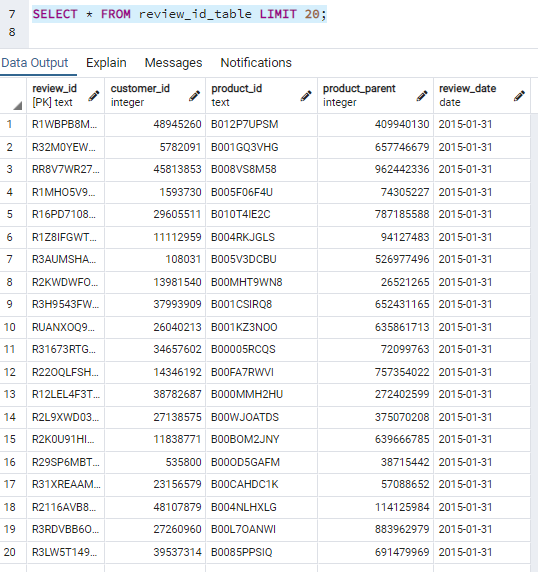 7 SELECT * FROM review_id_table LIMIT 20;
8
Data Output Explain Messages Notifications
review_id customer_id product_id product_parent review_date
[PK] text integer text integer date
1 R1WBPB8M... 48945260 B012P7UPSM 409940130 2015-01-31
2 R32M0YEW... 5782091 B001GQ3VHG 657746679 2015-01-31
3 RR8V7WR27... 45813853 B008VS8M58 962442336 2015-01-31
4 R1MHO5V9... 1593730 B005F06F4U 74305227 2015-01-31
5 R16PD7108... 29605511 B010T4IE2C 787185588 2015-01-31
6 R1Z8IFGWT... 11112959 B004RKJGLS 94127483 2015-01-31
7 R3AUMSHA... 108031 B005V3DCBU 526977496 2015-01-31
8 R2KWDWFO... 13981540 B00MHT9WN8 26521265 2015-01-31
9 R3H9543FW... 37993909 B001CSIRQ8 652431165 2015-01-31
10 RUANXOQ9... 26040213 B001KZ3NOO 635861713 2015-01-31
11 R31673RTG... 34657602 B00005RCQS 72099763 2015-01-31
12 R22OQLFSH... 14346192 B00FA7RWVI 757354022 2015-01-31
13 R12LEL4F3T... 38782687 B000MMH2HU 272402599 2015-01-31
14 R2L9XWD03... 27138575 B00WJOATDS 375070208 2015-01-31
15 R2K0U91HI... 11838771 B00BOM2JNY 639666785 2015-01-31
16 R29SP6MBT... 535800 B00OD5GAFM 38715442 2015-01-31
17 R31XREAAM... 23156579 B00CAHDC1K 57088652 2015-01-31
18 R2116AVB8... 48107879 B004NLHXLG 114125984 2015-01-31
19 R3RDVBB6O... 27260960 B00L7OANWI 883962979 2015-01-31
20 R3LW5T149... 39537314 B0085PPSIQ 691479969 2015-01-31